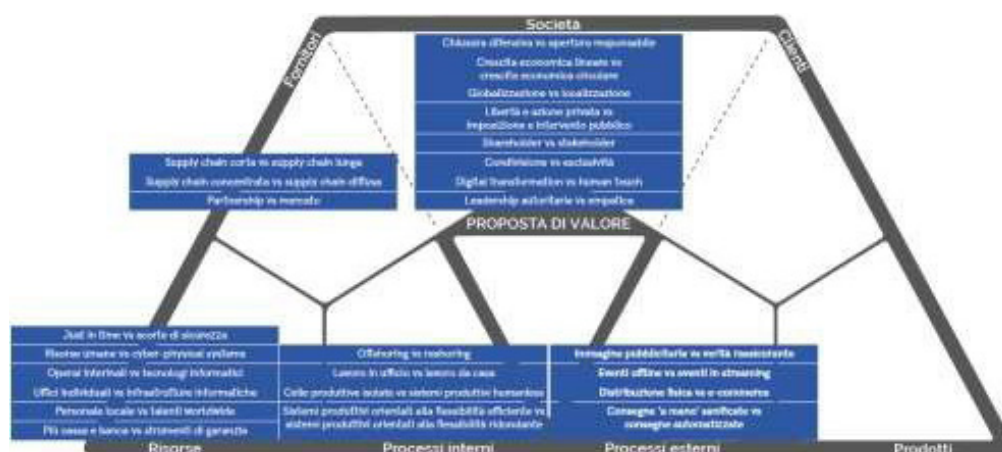 Società
Fornitori
Clienti
Chiusura difensiva vs apertura responsabile
Crescita economica lineare vs
crescita economica circolare
Globalizzazione vs localizzazione
Libertà e azione privata vs
imposizione e intervento pubblico
Shareholder vs stakeholder
Condivisione vs esclusività
Digital transformation vs human touch
Leadership autoritaria vs empatica
Supply chain corta vs supply chain lunga
Supply chain concentrata vs supply chain diffusa
Partnership vs mercato
PROPOSTA DI VALORE
Just in time vs scorte di sicurezza
Risorse umane vs cyber-physical systems
Operai interinali vs tecnologi informatici
Uffici individuali vs infrastrutture informatiche
Personale locale vs talenti worldwide
Più cassa e banca vs strumenti di garanzia
Offshoring vs reshoring
Lavoro in ufficio vs lavoro da casa
Celle produttive isolate vs sistemi produttivi humanless
Sistemi produttivi orientati alla flessibilità efficiente vs
sistemi produttivi orientati alla flessibilità ridondante
Immagine pubblicitaria vs verità
Eventi offline vs eventi in streaming
Distribuzione fisica vs e-commerce
Consegne 'a mano' sanificate vs
consegne automatizzate
Risorse
Processi interni
Processi esterni
Prodotti